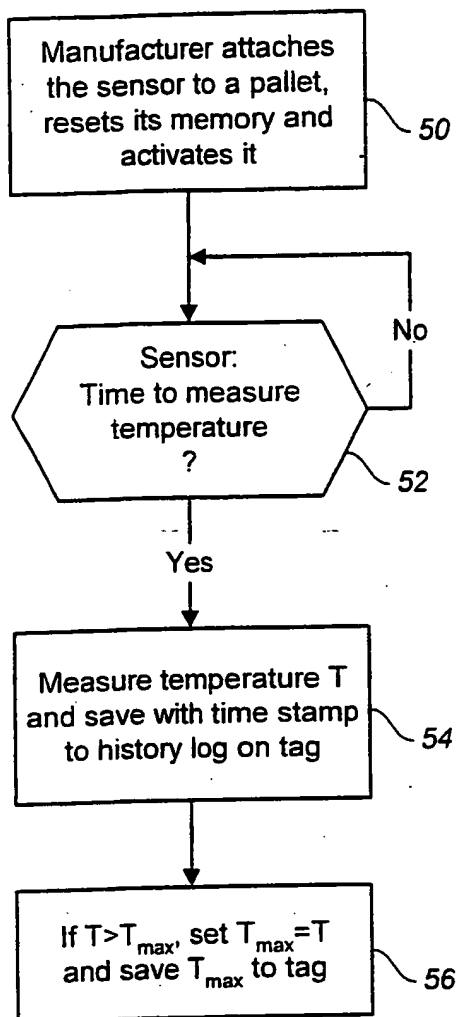 Manufacturer attaches
the sensor to a pallet,
resets its memory and
activates it
50
No
Sensor:
Time to measure
temperature
?
52
Yes
Measure temperature T
and save with time stamp
to history log on tag
54
If T>Tmax, set Tmax=T
and save Tmax to tag
56